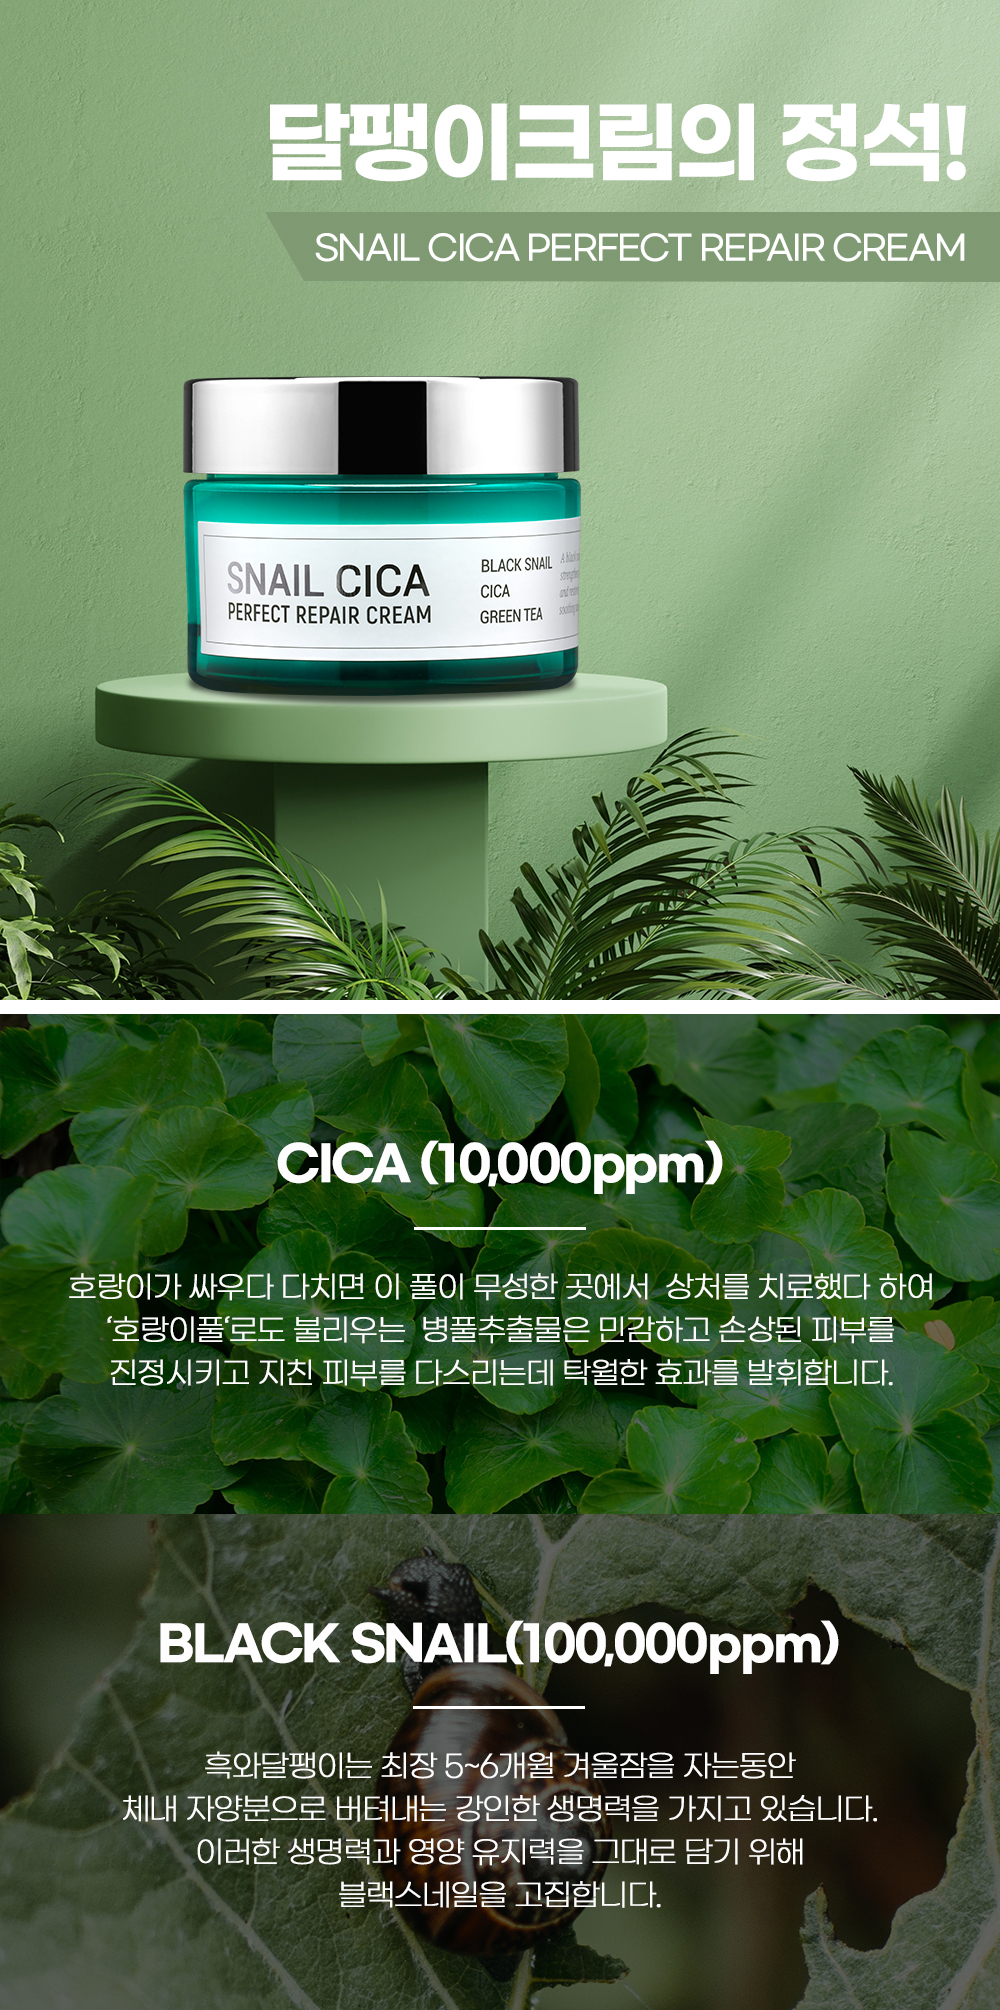 달팽이크림의 정석!
SNAIL CICA PERFECT REPAIR CREAM
SNAIL CICA
PERFECT REPAIR CREAM
BLACK SNAIL
CICA
GREEN TEA
A black
and
CICA (10,000ppm)
호랑이가 싸우다 다치면 이 풀이 무성한 곳에서 상처를 치료했다 하여
‘호랑이풀‘로도 불리우는 병풀추출물은 민감하고 손상된 피부를
진정시키고 지친 피부를 다스리는데 탁월한 효과를 발휘합니다.
BLACK SNAIL(100,000ppm)
흑와달팽이는 최장 5~6개월 겨울잠을 자는동안
체내 자양분으로 버텨내는 강인한 생명력을 가지고 있습니다.
이러한 생명력과 영양 유지력을 그대로 담기 위해
블랙스네일을 고집합니다.